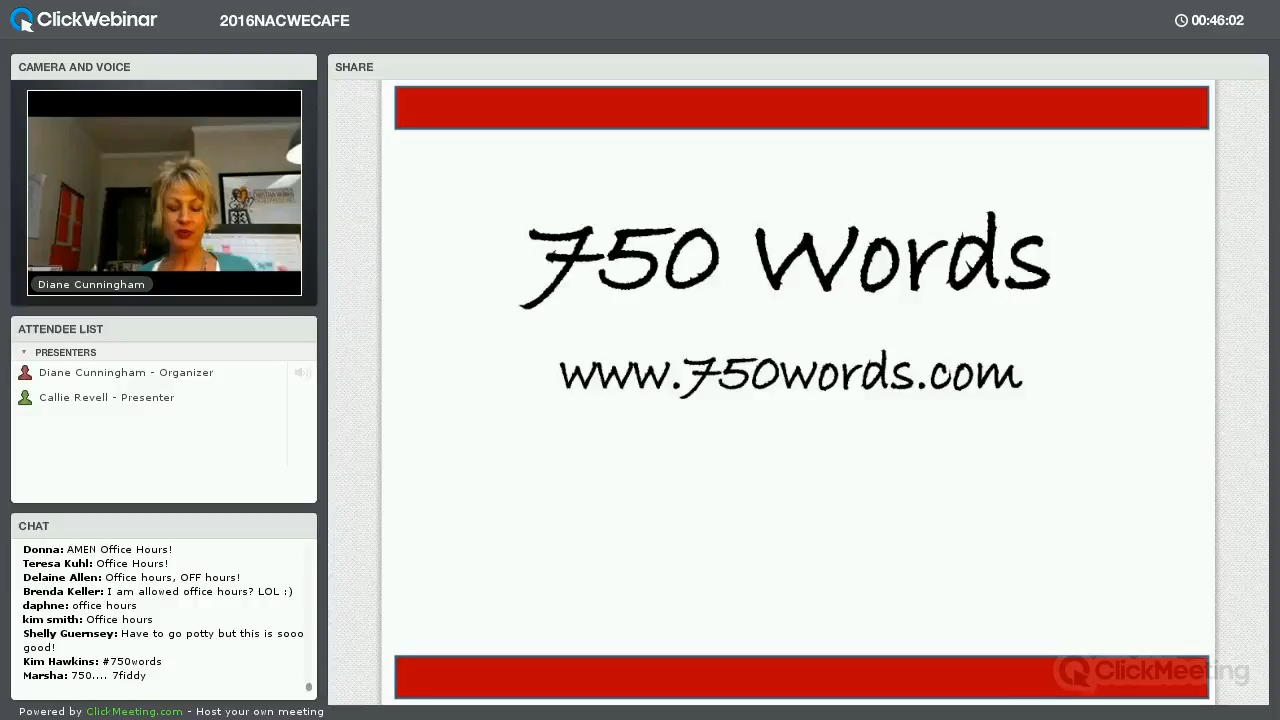 ClickWebinar
2016NACWECAFE
00:46:02
CAMERA AND VOICE
Diane Cunningham
ATTENDEE LIST
PRESENTERS
Diane Cunningham - Organizer
Callie Revell - Presenter
CHAT
Donna: AMEN Office Hours!
Teresa Kuhl: Office Hours!
Delaine Allen: Office hours, OFF hours!
Brenda Keller: I am allowed office hours? LOL :)
daphne: office hours
kim smith: Office hours
Shelly Guernsey: Have to go potty but this is sooo
good!
Kim Hawkins: #750words
Marsha: 750.... 7fiddy
Powered by ClickMeeting.com - Host your own meeting
SHARE
750 Words
www.750words.com
ClickMeeting